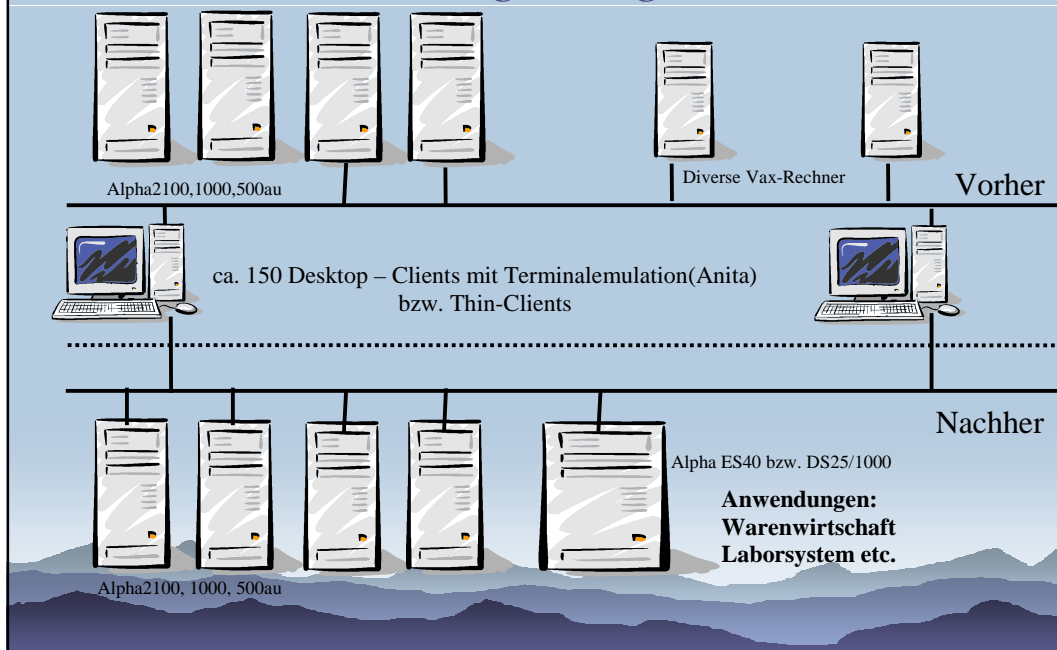 Alpha2100,1000,500au
Diverse Vax-Rechner
Vorher
ca. 150 Desktop – Clients mit Terminalemulation(Anita)
bzw. Thin-Clients
Nachher
Alpha ES40 bzw. DS25/1000
Anwendungen:
Warenwirtschaft
Laborsystem etc.
Alpha2100, 1000, 500au